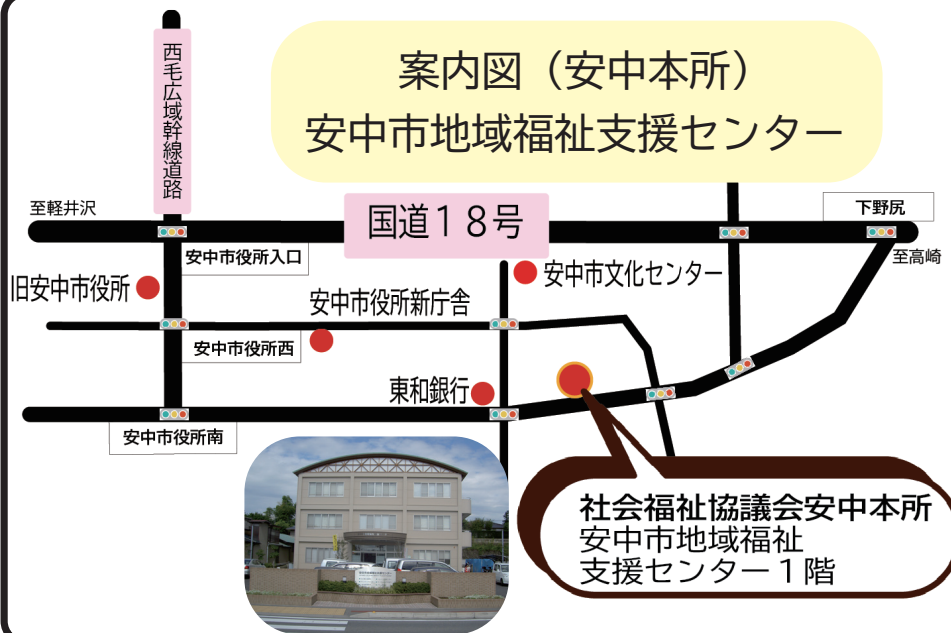 案内図（安中本所）
安中市地域福祉支援センター
西毛広域幹線道路
至軽井沢
国道１８号
下野尻
至高崎
安中市役所入口
旧安中市役所
安中市文化センター
安中市役所新庁舎
安中市役所西
東和銀行
安中市役所南
社会福祉協議会安中本所
安中市地域福祉
支援センター１階